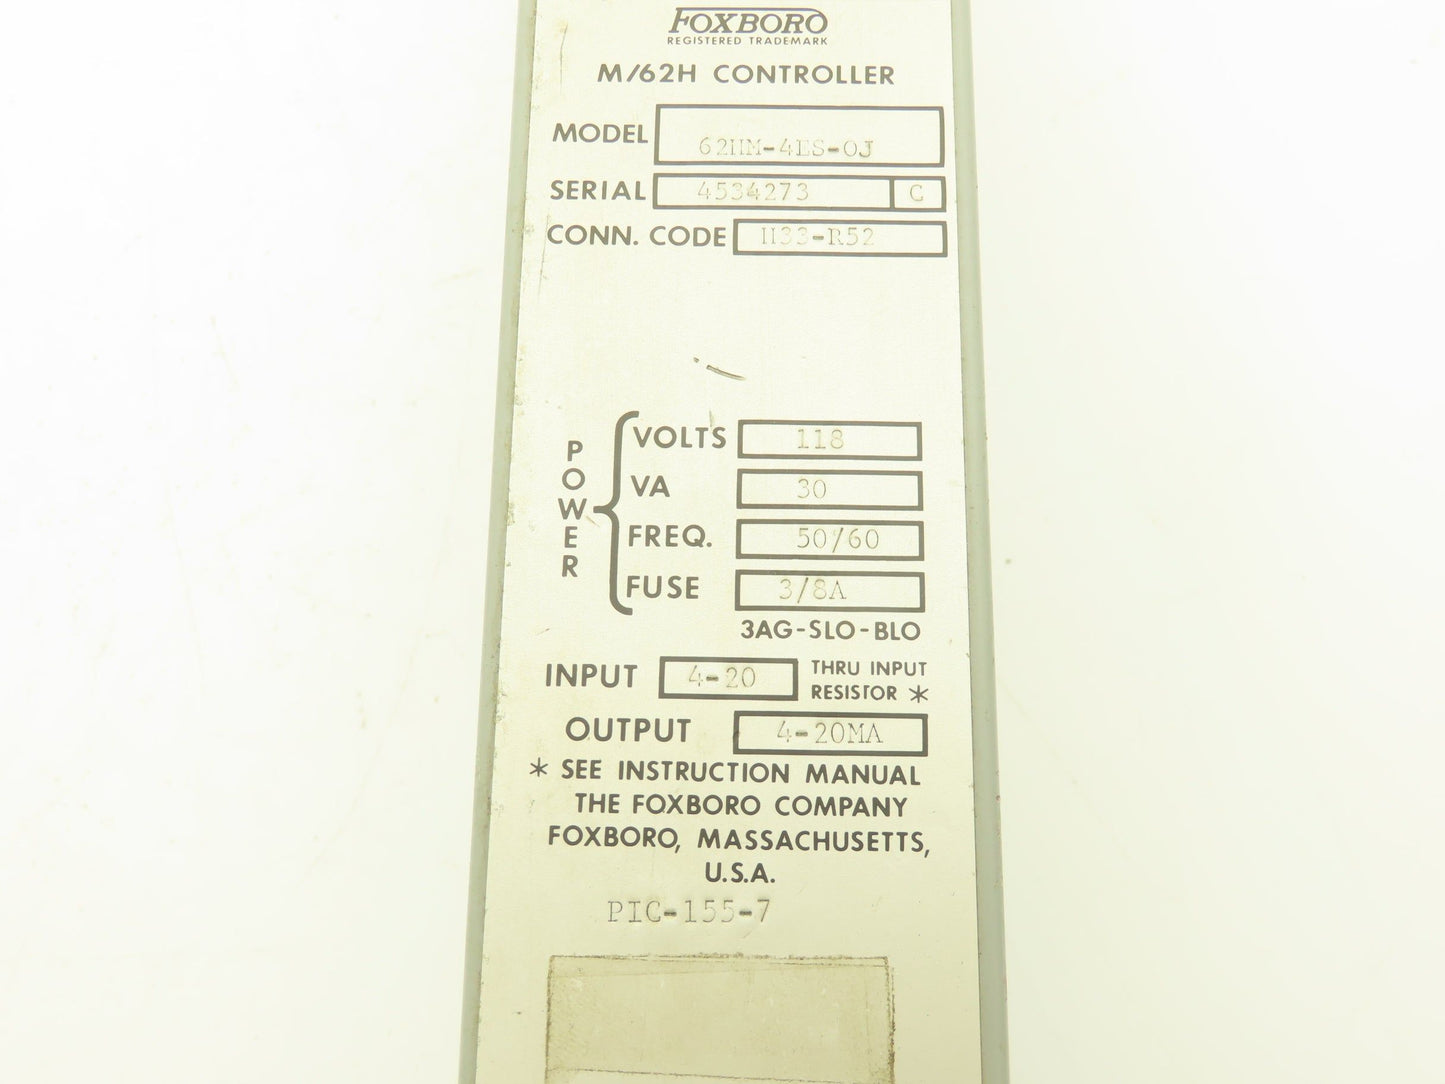 FOXBORO
REGISTERED TRADEMARK
M/62H CONTROLLER
MODEL 62HM-4ES-OJ
SERIAL 4534273 C
CONN. CODE H33-R52
POWER
VOLTS 118
VA 30
FREQ. 50/60
FUSE 3/8A
3AG-SLO-BLO
INPUT 4-20 THRU INPUT
RESISTOR *
OUTPUT 4-20MA
* SEE INSTRUCTION MANUAL
THE FOXBORO COMPANY
FOXBORO, MASSACHUSETTS,
U.S.A.
PIC-155-7